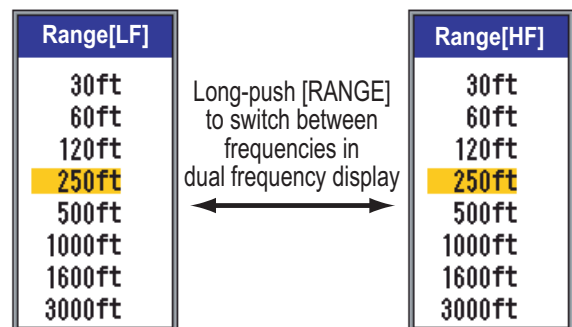 Range[LF]
30ft
60ft
120ft
250ft
500ft
1000ft
1600ft
3000ft
Long-push [RANGE]
to switch between
frequencies in
dual frequency display
Range[HF]
30ft
60ft
120ft
250ft
500ft
1000ft
1600ft
3000ft